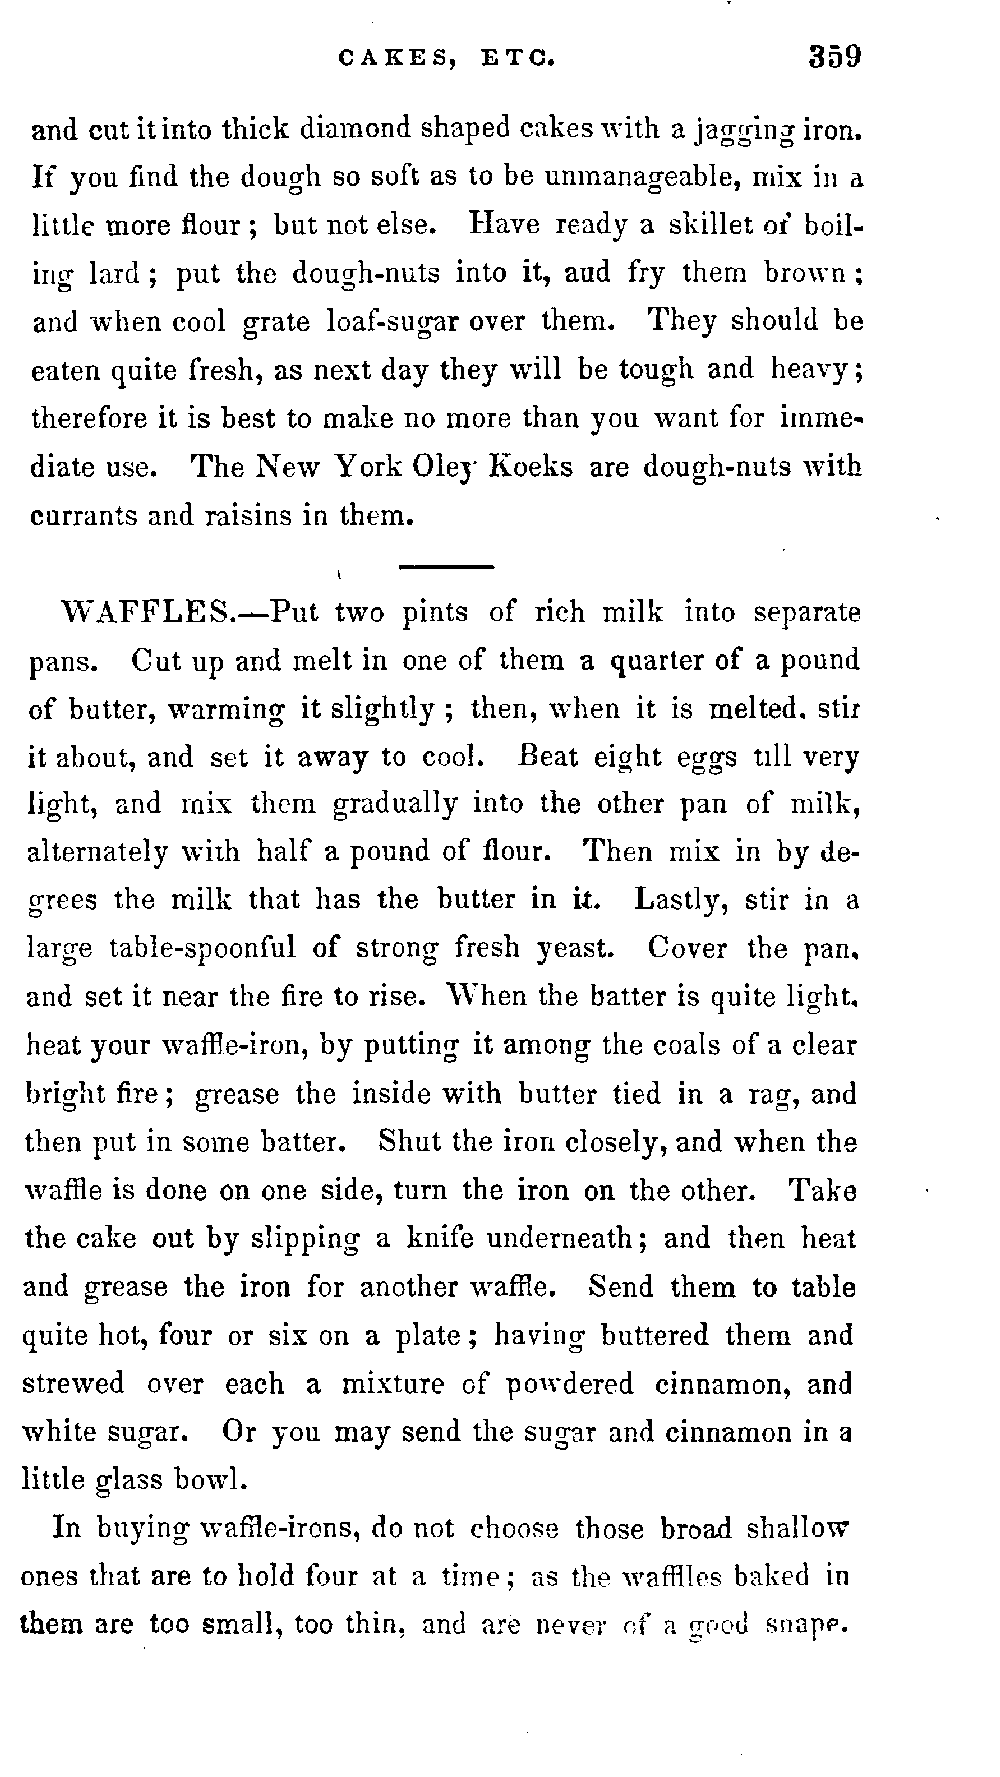 CAKES, ETC. 359
and cut it into thick diamond shaped cakes with a jagging iron.
If you find the dough so soft as to be unmanageable, mix in a
little more flour; but not else. Have ready a skillet of boil-
ing lard; put the dough-nuts into it, and fry them brown;
and when cool grate loaf-sugar over them. They should be
eaten quite fresh, as next day they will be tough and heavy;
therefore it is best to make no more than you want for imme-
diate use. The New York Oley Koeks are dough-nuts with
currants and raisins in them.
WAFFLES.—Put two pints of rich milk into separate
pans. Cut up and melt in one of them a quarter of a pound
of butter, warming it slightly; then, when it is melted, stir
it about, and set it away to cool. Beat eight eggs till very
light, and mix them gradually into the other pan of milk,
alternately with half a pound of flour. Then mix in by de-
grees the milk that has the butter in it. Lastly, stir in a
large table-spoonful of strong fresh yeast. Cover the pan,
and set it near the fire to rise. When the batter is quite light,
heat your waffle-iron, by putting it among the coals of a clear
bright fire; grease the inside with butter tied in a rag, and
then put in some batter. Shut the iron closely, and when the
waffle is done on one side, turn the iron on the other. Take
the cake out by slipping a knife underneath; and then heat
and grease the iron for another waffle. Send them to table
quite hot, four or six on a plate; having buttered them and
strewed over each a mixture of powdered cinnamon, and
white sugar. Or you may send the sugar and cinnamon in a
little glass bowl.
In buying waffle-irons, do not choose those broad shallow
ones that are to hold four at a time; as the waffles baked in
them are too small, too thin, and are never of a good shape.